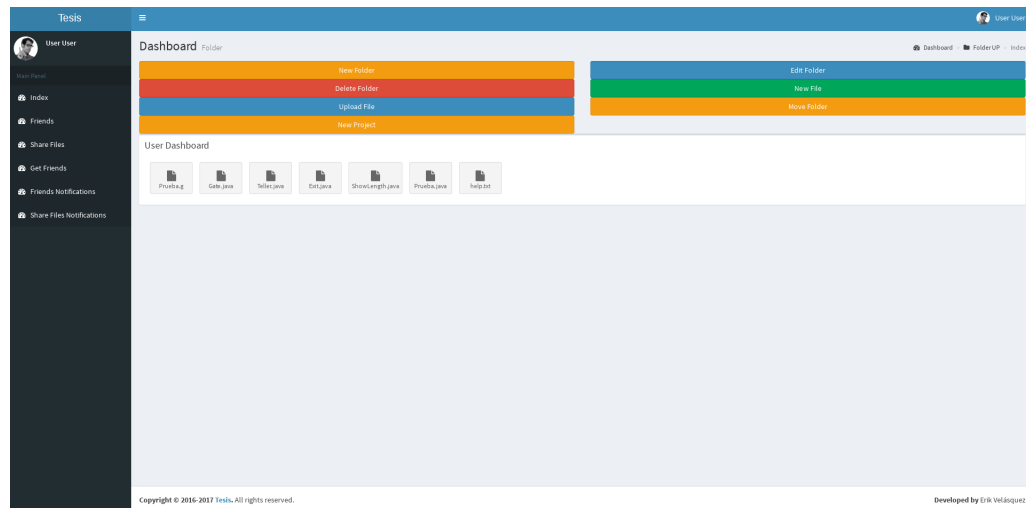 Tesis
User User
User User
Dashboard Folder
Dashboard > Folder UP > Index
Main Panel
Index
Friends
Share Files
Get Friends
Friends Notifications
Share Files Notifications
New Folder
Edit Folder
Delete Folder
New File
Upload File
Move Folder
New Project
User Dashboard
Prueba.g
Gate.java
Teller.java
Exit.java
ShowLength.java
Prueba.java
help.txt
Copyright © 2016-2017 Tesis. All rights reserved.
Developed by Erik Velásquez